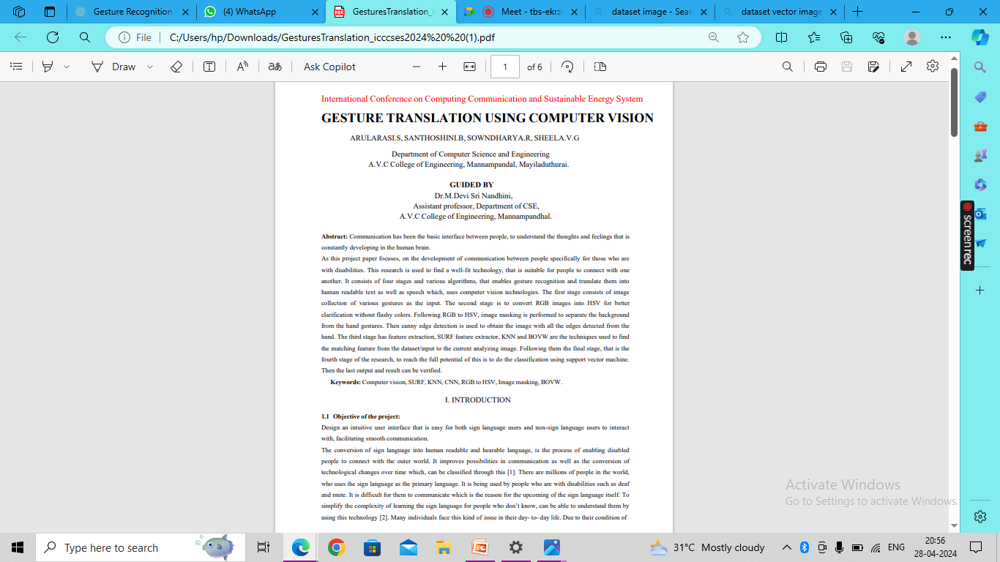 Gesture Recognition
(4) WhatsApp
GesturesTranslation_i
Meet - tbs-ekrz-
dataset image - Sear
dataset vector image
File
C:/Users/hp/Downloads/GesturesTranslation_icccses2024%20%20(1).pdf
Draw
Ask Copilot
1 of 6
International Conference on Computing Communication and Sustainable Energy System
GESTURE TRANSLATION USING COMPUTER VISION
ARULARASI.S, SANTHOSHINI.B, SOWNDHARYA.R, SHEELA.V.G
Department of Computer Science and Engineering
A.V.C College of Engineering, Mannampandal, Mayiladuthurai.
GUIDED BY
Dr.M.Devi Sri Nandhini,
Assistant professor, Department of CSE,
A.V.C College of Engineering, Mannampandhal.
Abstract: Communication has been the basic interface between people, to understand the thoughts and feelings that is
constantly developing in the human brain.
As this project paper focuses, on the development of communication between people specifically for those who are
with disabilities. This research is used to find a well-fit technology, that is suitable for people to connect with one
another. It consists of four stages and various algorithms, that enables gesture recognition and translate them into
human readable text as well as speech which, uses computer vision technologies. The first stage consists of image
collection of various gestures as the input. The second stage is to convert RGB images into HSV for better
clarification without flashy colors. Following RGB to HSV, image masking is performed to separate the background
from the hand gestures. Then canny edge detection is used to obtain the image with all the edges detected from the
hand. The third stage has feature extraction, SURF feature extractor, KNN and BOVW are the techniques used to find
the matching feature from the dataset/input to the current analyzing image. Following them the final stage, that is the
fourth stage of the research, to reach the full potential of this is to do the classification using support vector machine.
Then the last output and result can be verified.
Keywords: Computer vision, SURF, KNN, CNN, RGB to HSV, Image masking, BOVW.
I. INTRODUCTION
1.1 Objective of the project:
Design an intuitive user interface that is easy for both sign language users and non-sign language users to interact
with, facilitating smooth communication.
The conversion of sign language into human readable and hearable language, is the process of enabling disabled
people to connect with the outer world. It improves possibilities in communication as well as the conversion of
technological changes over time which, can be classified through this [1]. There are millions of people in the world,
who uses the sign language as the primary language. It is being used by people who are with disabilities such as deaf
and mute. It is difficult for them to communicate which is the reason for the upcoming of the sign language itself. To
simplify the complexity of learning the sign language for people who don't know, can be able to understand them by
using this technology [2]. Many individuals face this kind of issue in their day- to- day life. Due to their condition of
screen rec
Activate Windows
Go to Settings to activate Windows.
Type here to search
31°C Mostly cloudy
ENG
20:56
28-04-2024